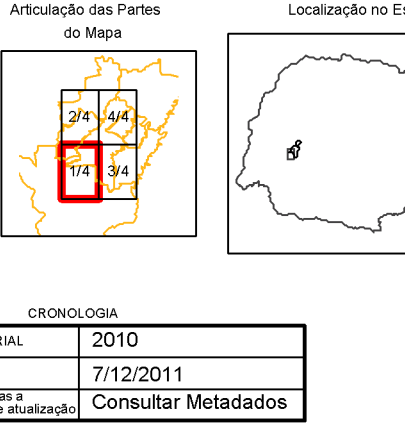 Articulação das Partes
do Mapa
Localização no Es
2/4
4/4
1/4
3/4
CRONOLOGIA
RIAL 2010
7/12/2011
as a
e atualização
Consultar Metadados